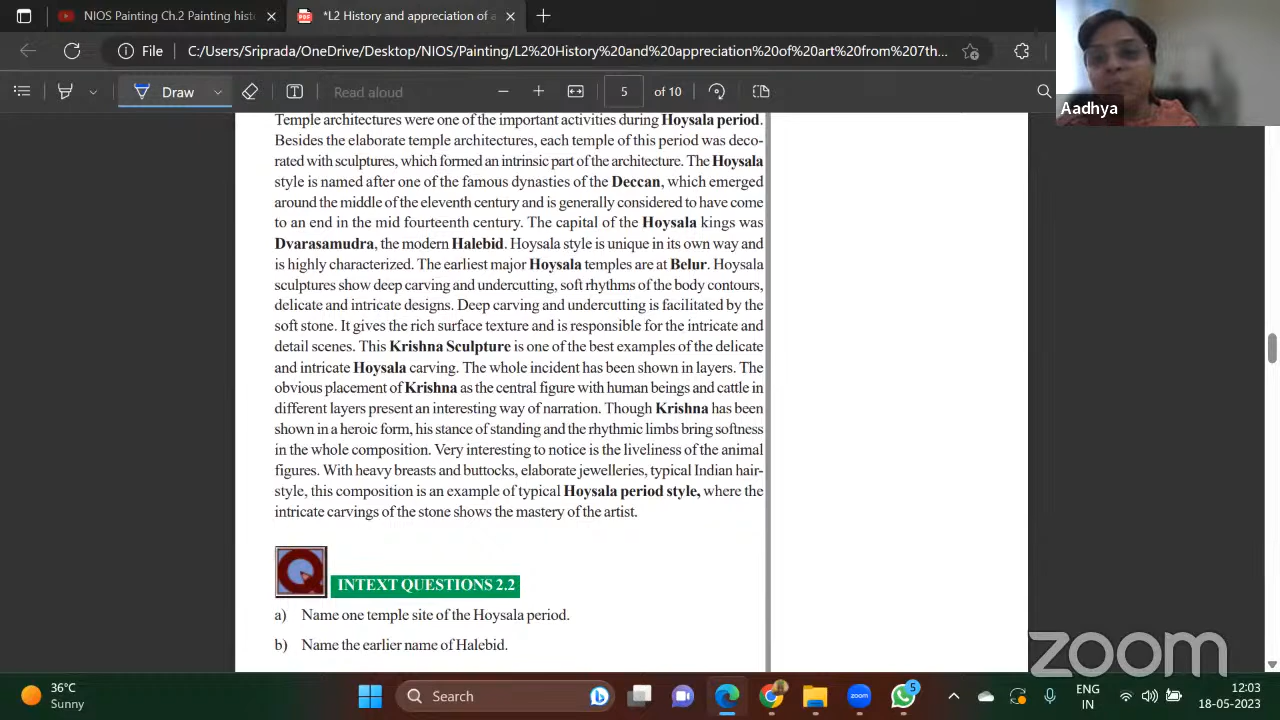 NIOS Painting Ch.2 Painting hist
*L2 History and appreciation of a
File
C:/Users/Sriprada/OneDrive/Desktop/NIOS/Painting/L2%20History%20and%20appreciation%20of%20art%20from%207th...
Draw
Read aloud
5 of 10
Aadhya
Temple architectures were one of the important activities during Hoysala period.
Besides the elaborate temple architectures, each temple of this period was deco-
rated with sculptures, which formed an intrinsic part of the architecture. The Hoysala
style is named after one of the famous dynasties of the Deccan, which emerged
around the middle of the eleventh century and is generally considered to have come
to an end in the mid fourteenth century. The capital of the Hoysala kings was
Dvarasamudra, the modern Halebid. Hoysala style is unique in its own way and
is highly characterized. The earliest major Hoysala temples are at Belur. Hoysala
sculptures show deep carving and undercutting, soft rhythms of the body contours,
delicate and intricate designs. Deep carving and undercutting is facilitated by the
soft stone. It gives the rich surface texture and is responsible for the intricate and
detail scenes. This Krishna Sculpture is one of the best examples of the delicate
and intricate Hoysala carving. The whole incident has been shown in layers. The
obvious placement of Krishna as the central figure with human beings and cattle in
different layers present an interesting way of narration. Though Krishna has been
shown in a heroic form, his stance of standing and the rhythmic limbs bring softness
in the whole composition. Very interesting to notice is the liveliness of the animal
figures. With heavy breasts and buttocks, elaborate jewelleries, typical Indian hair-
style, this composition is an example of typical Hoysala period style, where the
intricate carvings of the stone shows the mastery of the artist.
Q
INTEXT QUESTIONS 2.2
a) Name one temple site of the Hoysala period.
b) Name the earlier name of Halebid.
zoom
36°C
Sunny
Search
zoom
5
ENG
IN
12:03
18-05-2023